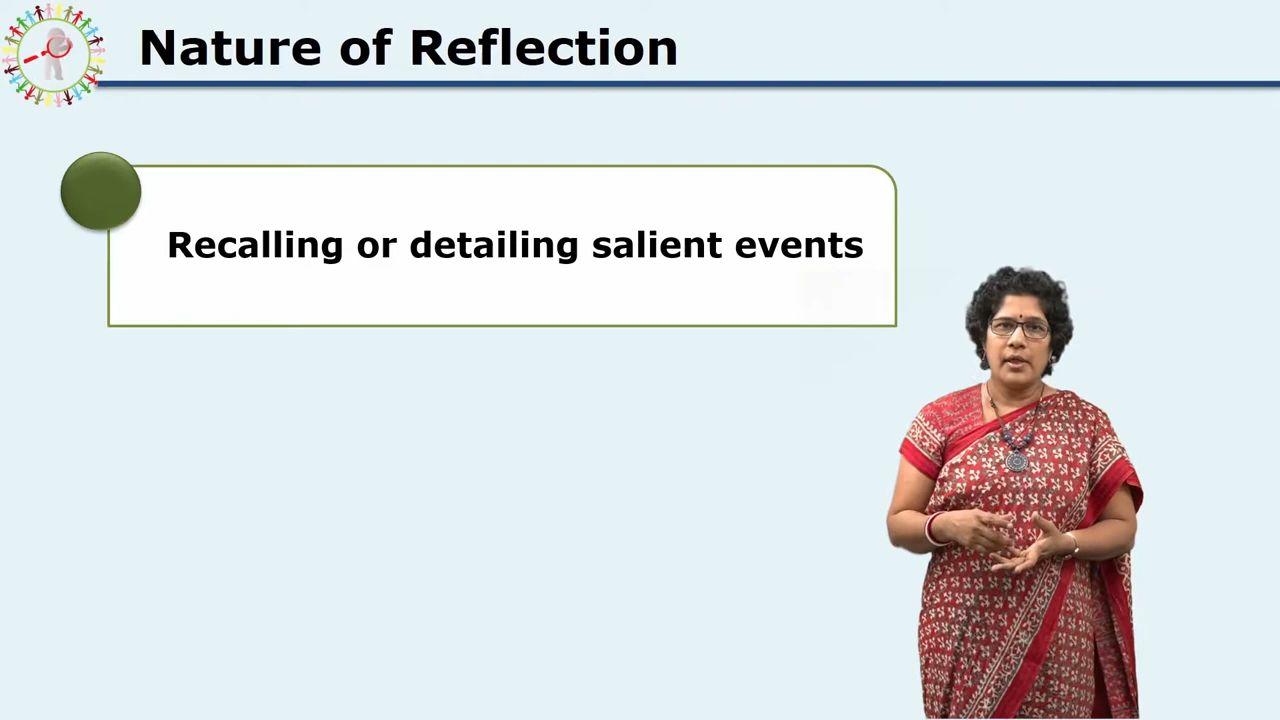 Nature of Reflection
Recalling or detailing salient events